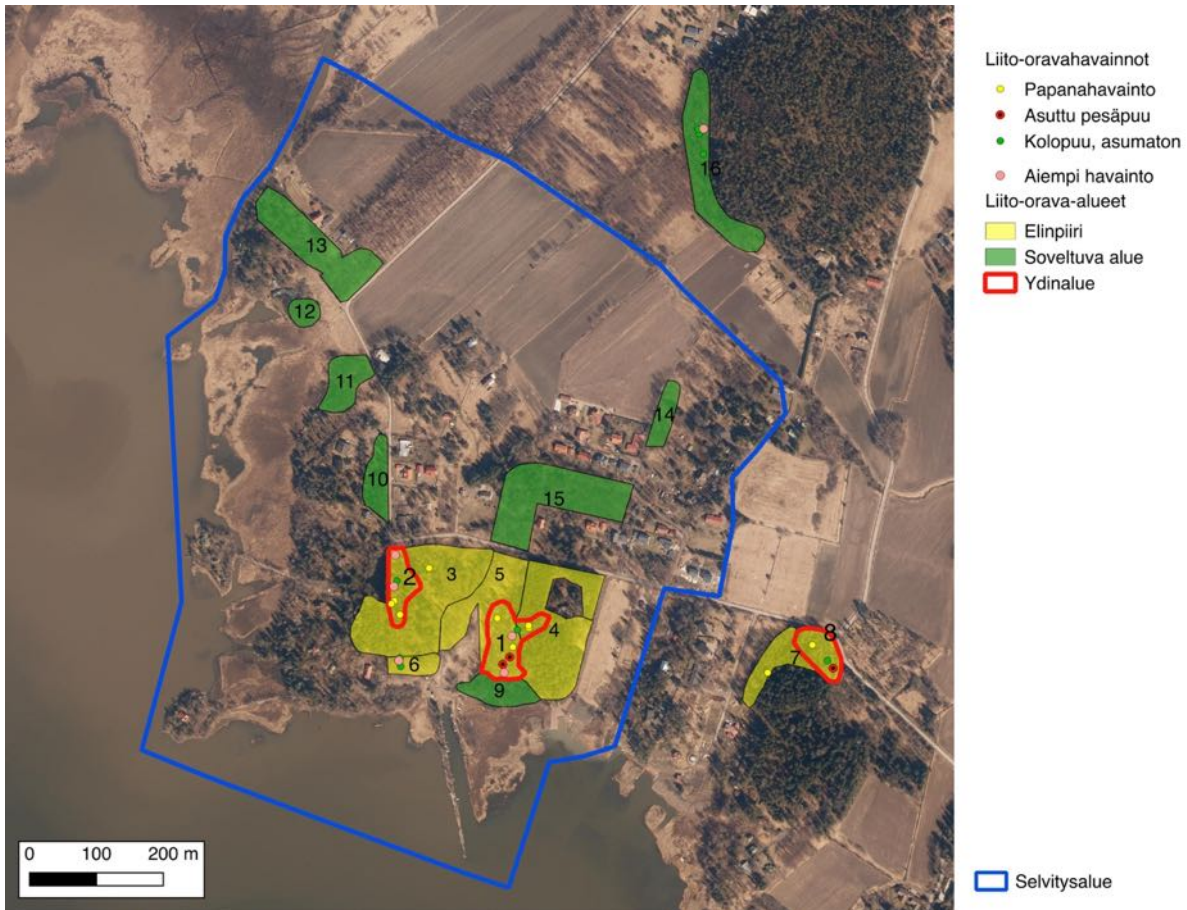 Liito-oravahavainnot
Papanahavainto
Asuttu pesäpuu
Kolopuu, asumaton
Aiempi havainto
Liito-orava-alueet
Elinpiiri
Soveltuva alue
Ydinalue
16
13
12
11
14
10
15
2
3
5
4
1
8
7
6
9
0 100 200 m
Selvitysalue